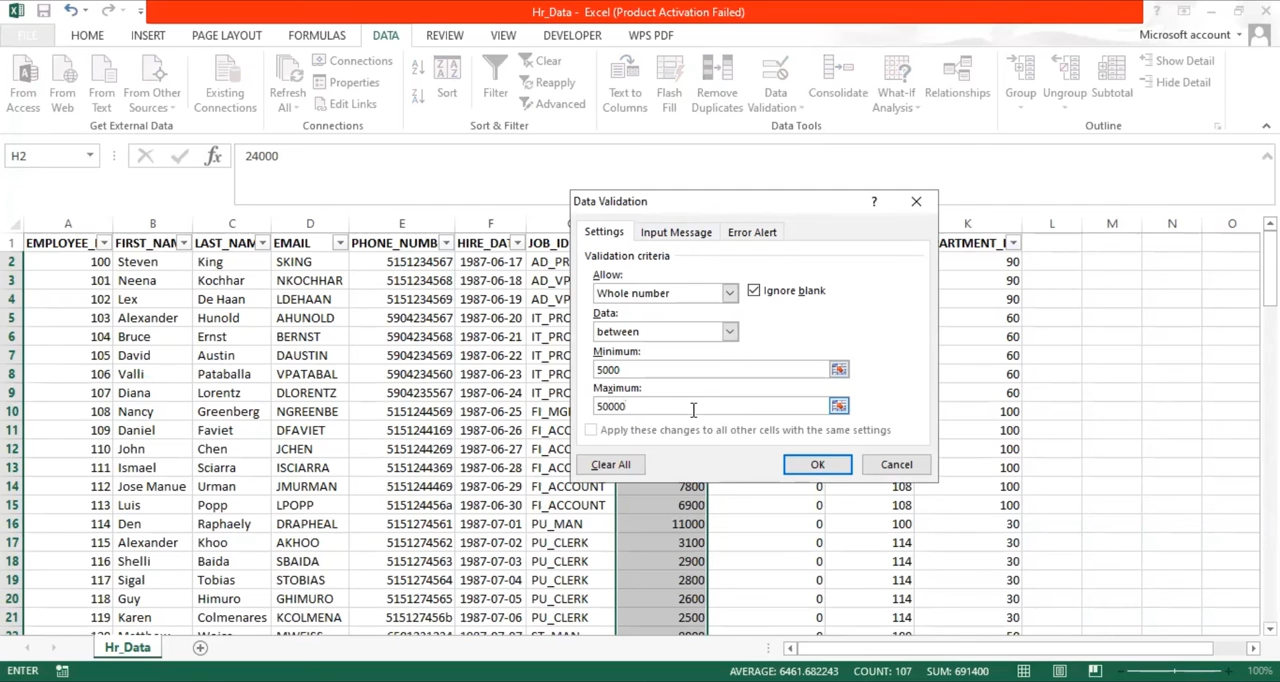 Hr_Data - Excel (Product Activation Failed)
FILE HOME INSERT PAGE LAYOUT FORMULAS DATA REVIEW VIEW DEVELOPER WPS PDF Microsoft account
From Access From Web From Text From Other Sources Existing Connections Refresh All Connections Properties Edit Links Sort Filter Clear Reapply Advanced Text to Columns Flash Fill Remove Duplicates Data Validation Consolidate What-If Analysis Relationships Group Ungroup Subtotal Show Detail Hide Detail
Get External Data Connections Sort & Filter Data Tools Outline
H2 fx 24000
Data Validation ?
Settings Input Message Error Alert
Validation criteria
Allow:
Whole number Ignore blank
Data:
between
Minimum:
5000
Maximum:
50000
Apply these changes to all other cells with the same settings
Clear All OK Cancel
A B C D E F K L M N O
1 EMPLOYEE_ FIRST_NAM LAST_NAM EMAIL PHONE_NUMB HIRE_DAT JOB_ID ARTMENT_I
2 100 Steven King SKING 5151234567 1987-06-17 AD_PR 90
3 101 Neena Kochhar NKOCHHAR 5151234568 1987-06-18 AD_VP 90
4 102 Lex De Haan LDEHAAN 5151234569 1987-06-19 AD_VP 90
5 103 Alexander Hunold AHUNOLD 5904234567 1987-06-20 IT_PRO 60
6 104 Bruce Ernst BERNST 5904234568 1987-06-21 IT_PRO 60
7 105 David Austin DAUSTIN 5904234569 1987-06-22 IT_PRO 60
8 106 Valli Pataballa VPATABAL 5904234560 1987-06-23 IT_PRO 60
9 107 Diana Lorentz DLORENTZ 5904235567 1987-06-24 IT_PRO 60
10 108 Nancy Greenberg NGREENBE 5151244569 1987-06-25 FI_MGI 100
11 109 Daniel Faviet DFAVIET 5151244169 1987-06-26 FI_ACC 100
12 110 John Chen JCHEN 5151244269 1987-06-27 FI_ACC 100
13 111 Ismael Sciarra ISCIARRA 5151244369 1987-06-28 FI_ACC 100
14 112 Jose Manue Urman JMURMAN 5151244469 1987-06-29 FI_ACCOUNT 7800 0 108 100
15 113 Luis Popp LPOPP 515124456a 1987-06-30 FI_ACCOUNT 6900 0 108 100
16 114 Den Raphaely DRAPHEAL 5151274561 1987-07-01 PU_MAN 11000 0 100 30
17 115 Alexander Khoo AKHOO 5151274562 1987-07-02 PU_CLERK 3100 0 114 30
18 116 Shelli Baida SBAIDA 5151274563 1987-07-03 PU_CLERK 2900 0 114 30
19 117 Sigal Tobias STOBIAS 5151274564 1987-07-04 PU_CLERK 2800 0 114 30
20 118 Guy Himuro GHIMURO 5151274565 1987-07-05 PU_CLERK 2600 0 114 30
21 119 Karen Colmenares KCOLMENA 515127456b 1987-07-06 PU_CLERK 2500 0 114 30
Hr_Data
ENTER AVERAGE: 6461.682243 COUNT: 107 SUM: 691400 100%